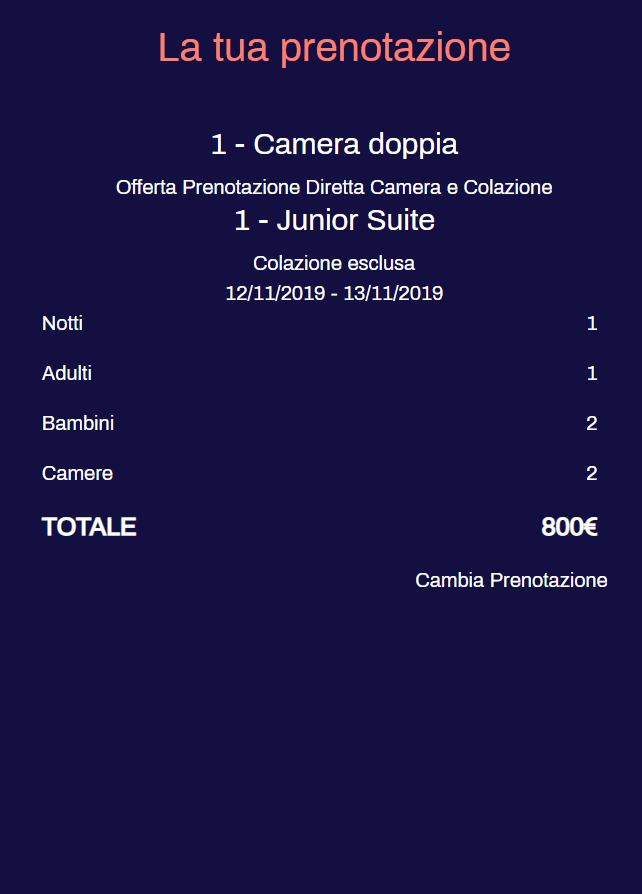 La tua prenotazione
1 - Camera doppia
Offerta Prenotazione Diretta Camera e Colazione
1 - Junior Suite
Colazione esclusa
12/11/2019 - 13/11/2019
Notti 1
Adulti 1
Bambini 2
Camere 2
TOTALE 800€
Cambia Prenotazione